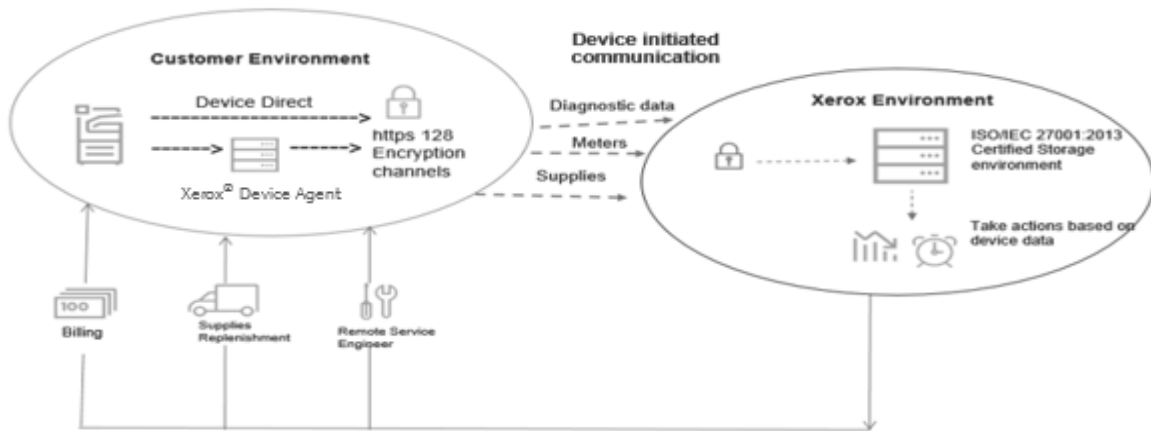 Device initiated
communication
Customer Environment
Device Direct
https 128
Encryption
channels
Xerox® Device Agent
Diagnostic data
Meters
Supplies
Xerox Environment
ISO/IEC 27001:2013
Certified Storage
environment
Take actions based on
device data
100
Billing
Supplies
Replenishment
Remote Service
Engineer